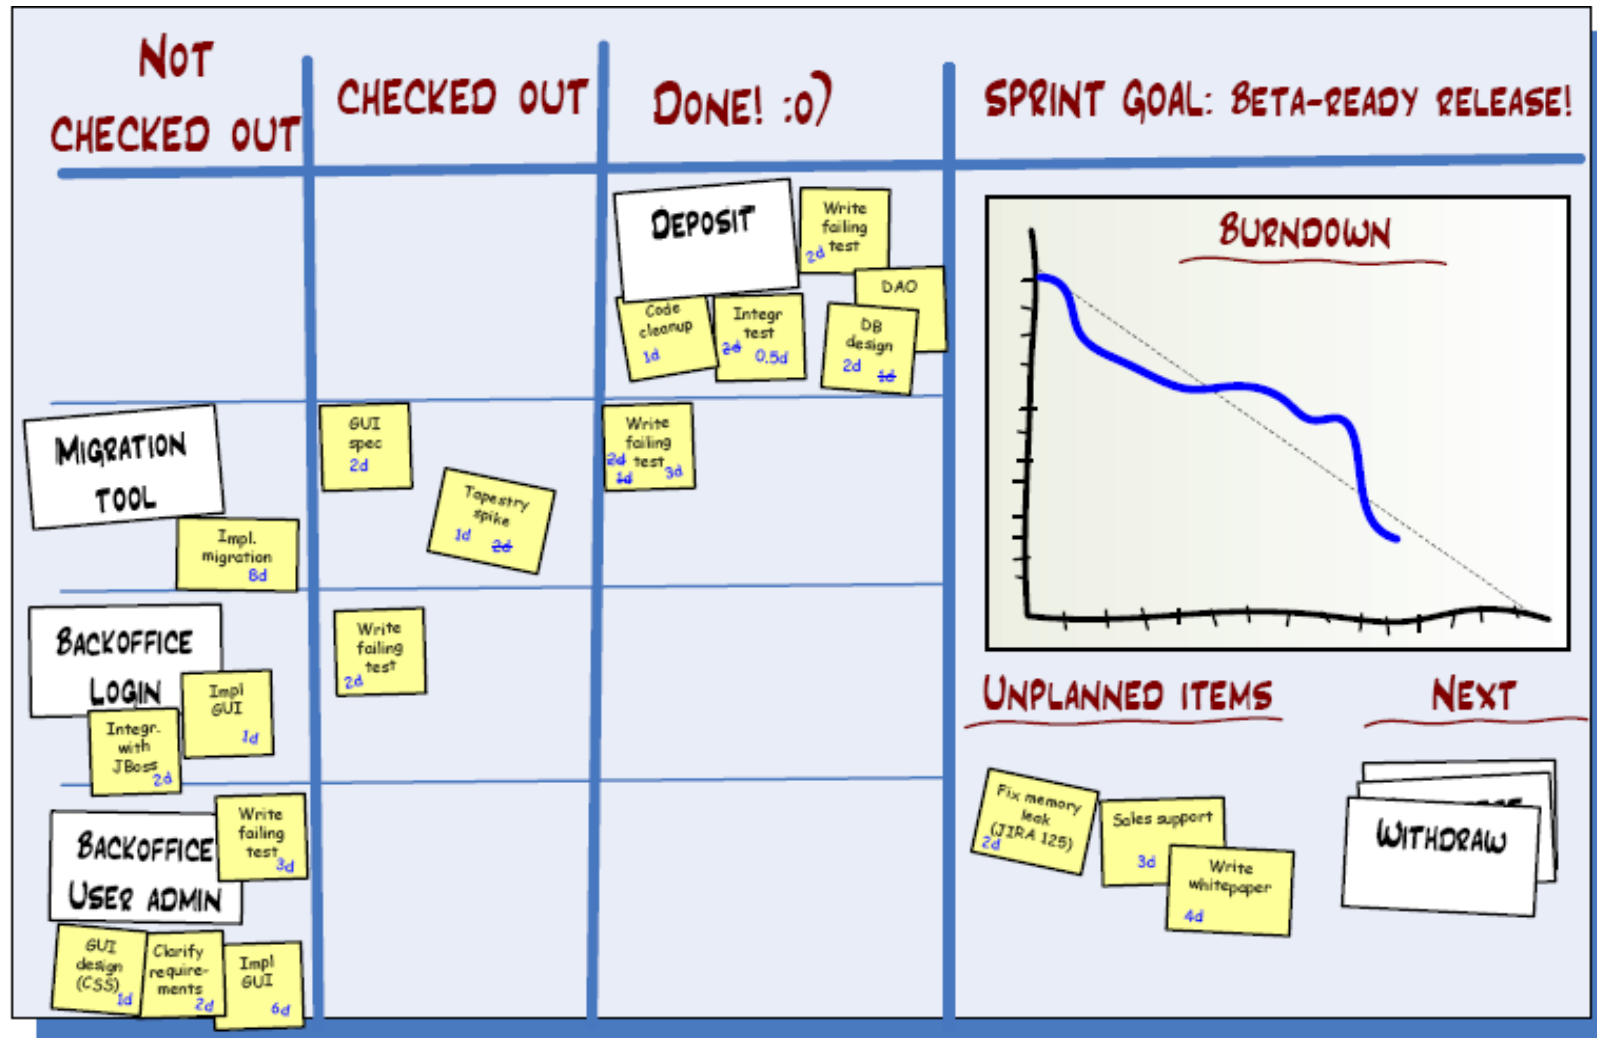 NOT
CHECKED OUT
CHECKED OUT
DONE! :o)
SPRINT GOAL: BETA-READY RELEASE!
DEPOSIT
Write
failing
test
2d
DAO
Code
cleanup
1d
Integr
test
2d 0.5d
DB
design
2d 1d
BURNDOWN
MIGRATION
TOOL
Impl.
migration
8d
GUI
spec
2d
Tapestry
spike
1d 2d
Write
failing
2d test
1d 3d
BACKOFFICE
LOGIN
Impl
GUI
1d
Integr.
with
JBoss
2d
Write
failing
test
2d
BACKOFFICE
USER ADMIN
Write
failing
test
3d
GUI
design
(CSS)
1d
Clarify
require-
ments
2d
Impl
GUI
6d
UNPLANNED ITEMS
Fix memory
leak
(JIRA 125)
2d
Sales support
3d
Write
whitepaper
4d
NEXT
WITHDRAW